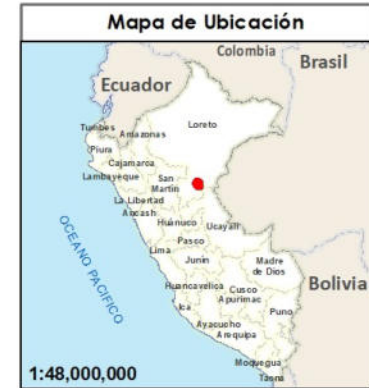 Mapa de Ubicación
Colombia
Ecuador
Brasil
Loreto
Tumbes
Amazonas
Piura
Cajamarca
Lambayeque
San
Martín
La Libertad
Ancash
Huánuco
Ucayali
Pasco
Lima
Junín
Madre
de Dios
Huancavelica
Cusco
Apurimac
Ica
Puno
Ayacucho
Arequipa
Moquegua
Tacna
OCEANO PACIFICO
Bolivia
1:48,000,000